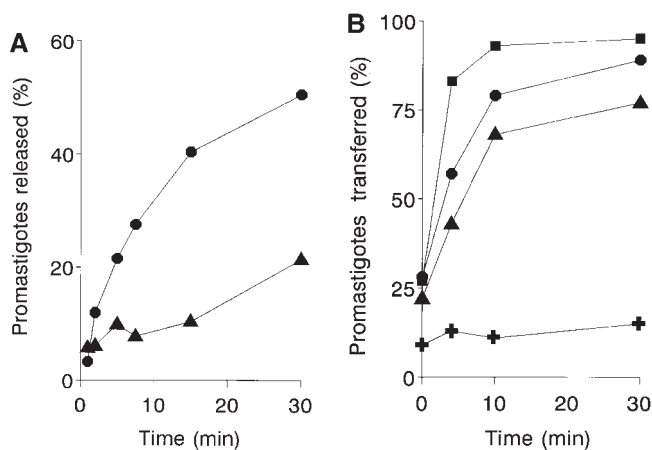 A
Promastigotes released (%)
60
40
20
0
0 10 20 30
Time (min)
B
Promastigotes transferred (%)
100
75
50
25
0
0 10 20 30
Time (min)